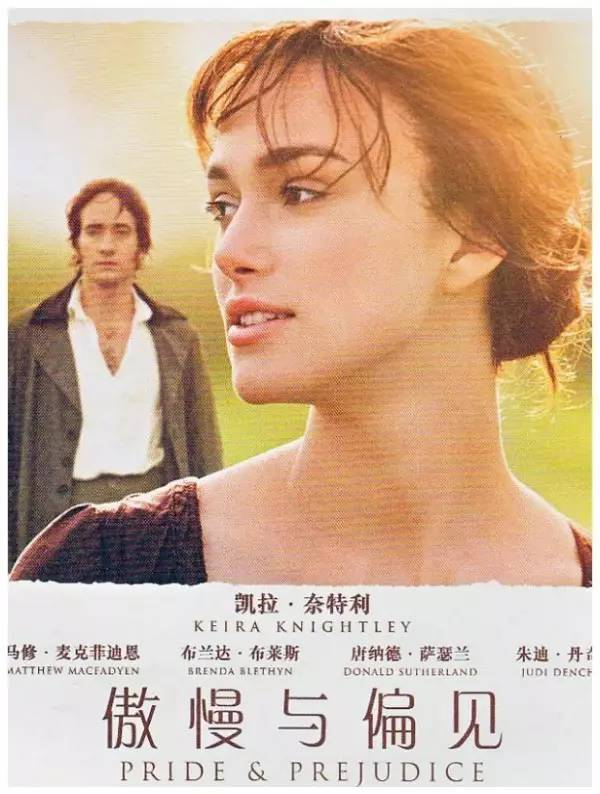 凯拉·奈特利
KEIRA KNIGHTLEY
马修·麦克菲迪恩 布兰达·布莱斯 唐纳德·萨瑟兰 朱迪·丹
MATTHEW MACFADYEN BRENDA BLETHYN DONALD SUTHERLAND JUDI DENCH
傲慢与偏见
PRIDE & PREJUDICE